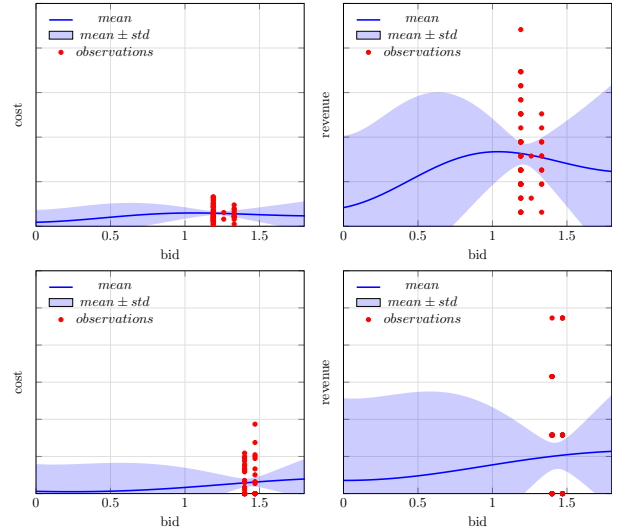 mean
mean ± std
observations
cost
0
0.5
1
1.5
bid
mean
mean ± std
observations
revenue
0
0.5
1
1.5
bid
mean
mean ± std
observations
cost
0
0.5
1
1.5
bid
mean
mean ± std
observations
revenue
0
0.5
1
1.5
bid